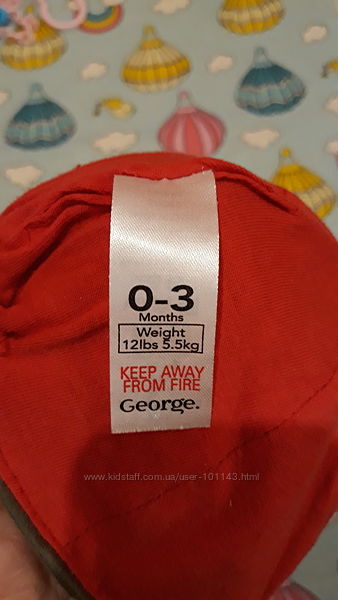 0-3
Months
Weight
12lbs 5.5kg
KEEP AWAY
FROM FIRE
George.
www.kidstaff.com.ua/user-101143.html